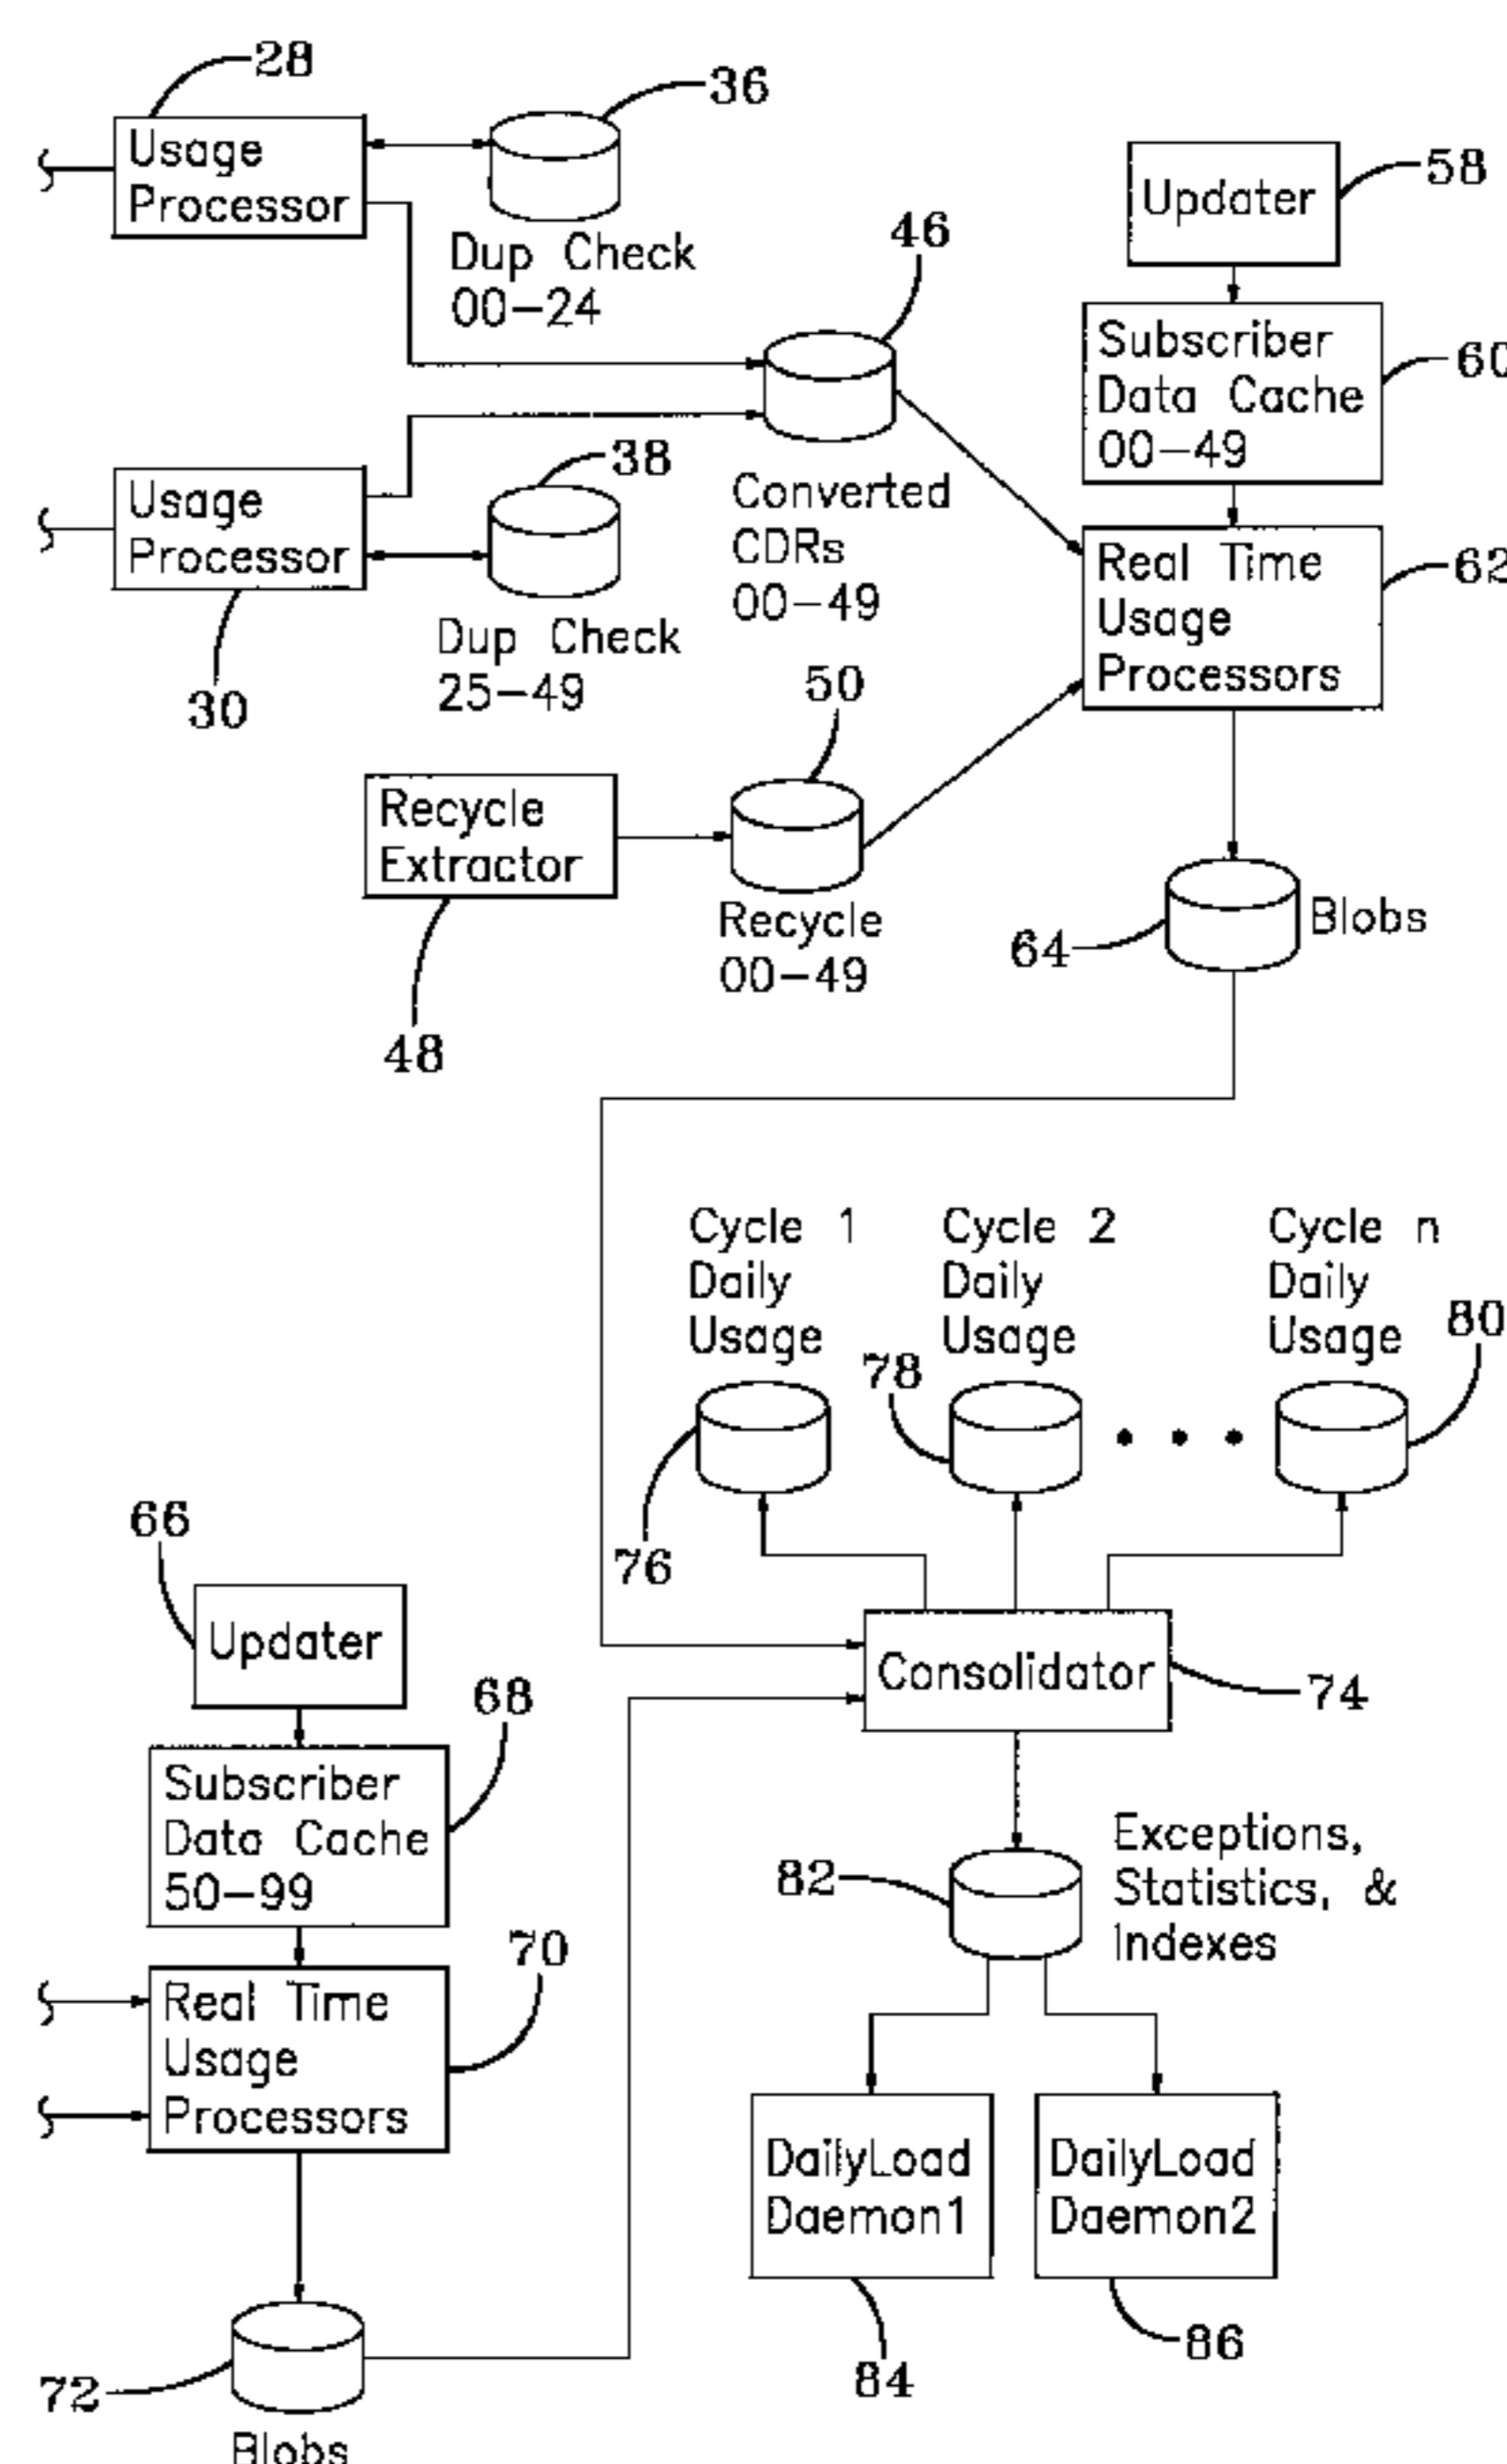 28
36
Usage
Processor
Dup Check
00-24
46
Updater
58
Subscriber
Data Cache
00-49
60
Usage
Processor
38
30
Dup Check
25-49
Converted
CDRs
00-49
Real Time
Usage
Processors
62
50
Recycle
Extractor
48
Recycle
00-49
64
Blobs
Cycle 1
Daily
Usage
Cycle 2
Daily
Usage
Cycle n
Daily
Usage
76
78
• • •
80
66
Updater
Consolidator
74
68
Subscriber
Data Cache
50-99
82
Exceptions,
Statistics, &
Indexes
70
Real Time
Usage
Processors
DailyLoad
Daemon1
DailyLoad
Daemon2
84
86
72
Blobs